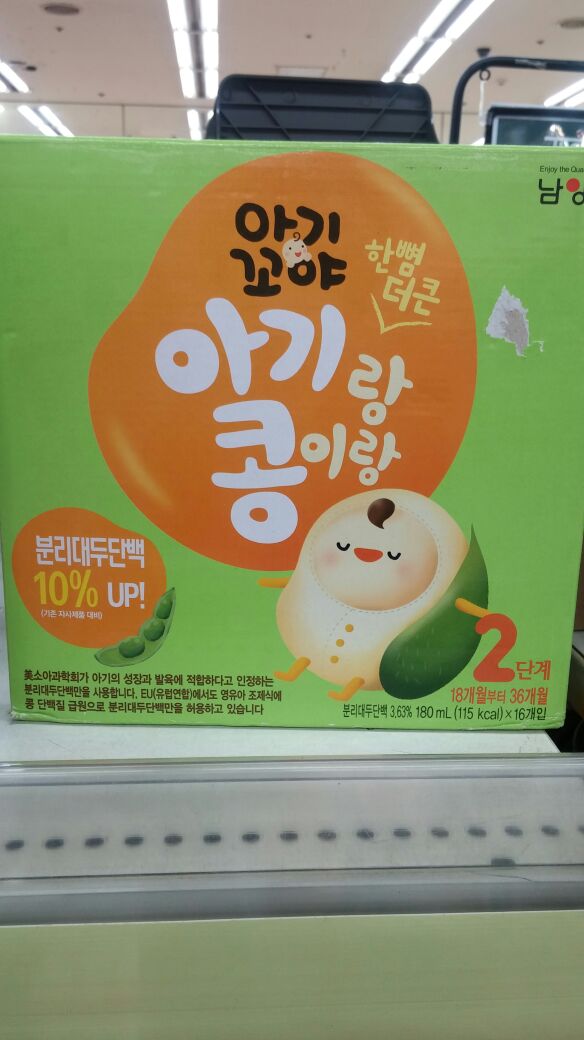 Enjoy the Qua
남양
아기
꼬야
한뼘
더큰
아기랑
콩이랑
분리대두단백
10% UP!
(기존 자사제품 대비)
美소아과학회가 아기의 성장과 발육에 적합하다고 인정하는
분리대두단백만을 사용합니다. EU(유럽연합)에서도 영유아 조제식에
콩 단백질 급원으로 분리대두단백만을 허용하고 있습니다
2단계
18개월부터 36개월
분리대두단백 3.63% 180 mL (115 kcal) × 16개입